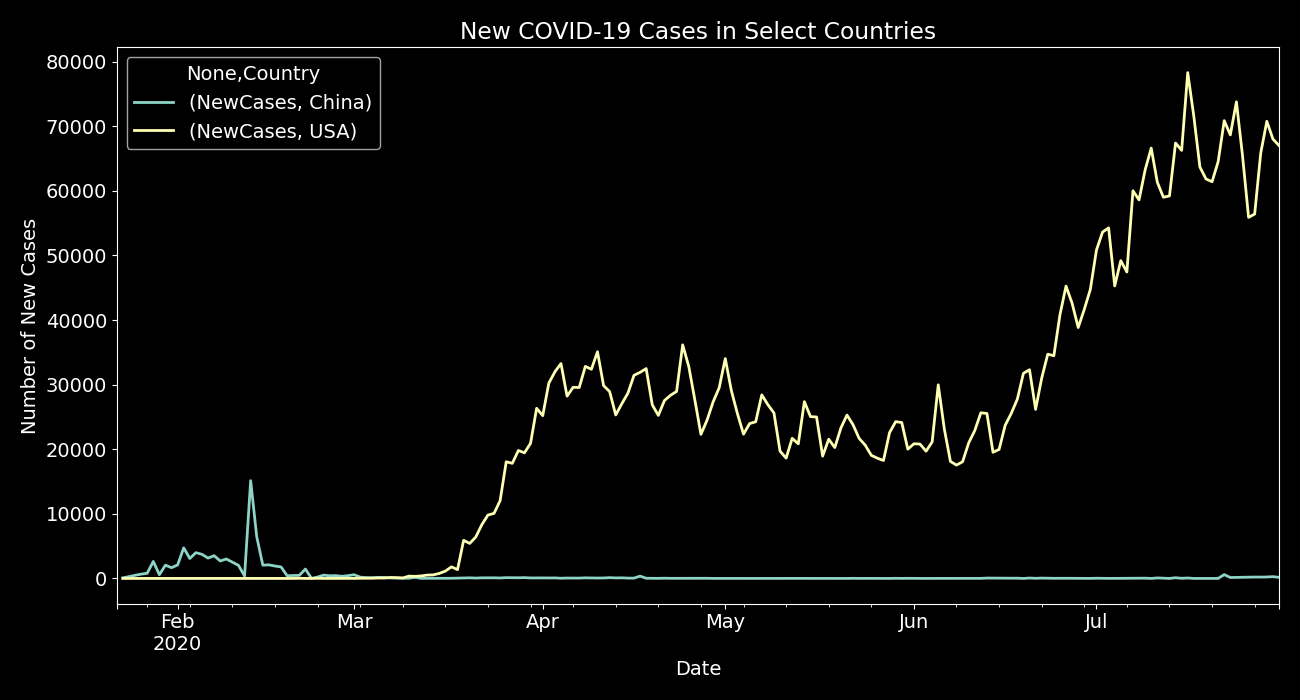 New COVID-19 Cases in Select Countries
None,Country
(NewCases, China)
(NewCases, USA)
Number of New Cases
80000
70000
60000
50000
40000
30000
20000
10000
0
Feb
2020
Mar
Apr
May
Jun
Jul
Date